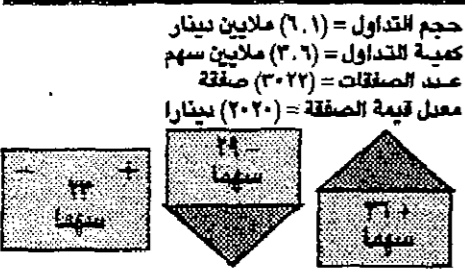 حجم التداول = (٦.١) ملايين دينار
كمية التداول = (٣.٦) ملايين سهم
عدد الصفقات = (٣٠٢٢) صفقة
معدل قيمة الصفقة = (٢٠٢٠) دينارا
+ ٣٦
سهما
- ٢٩
سهما
+ -
٢٣
سهما